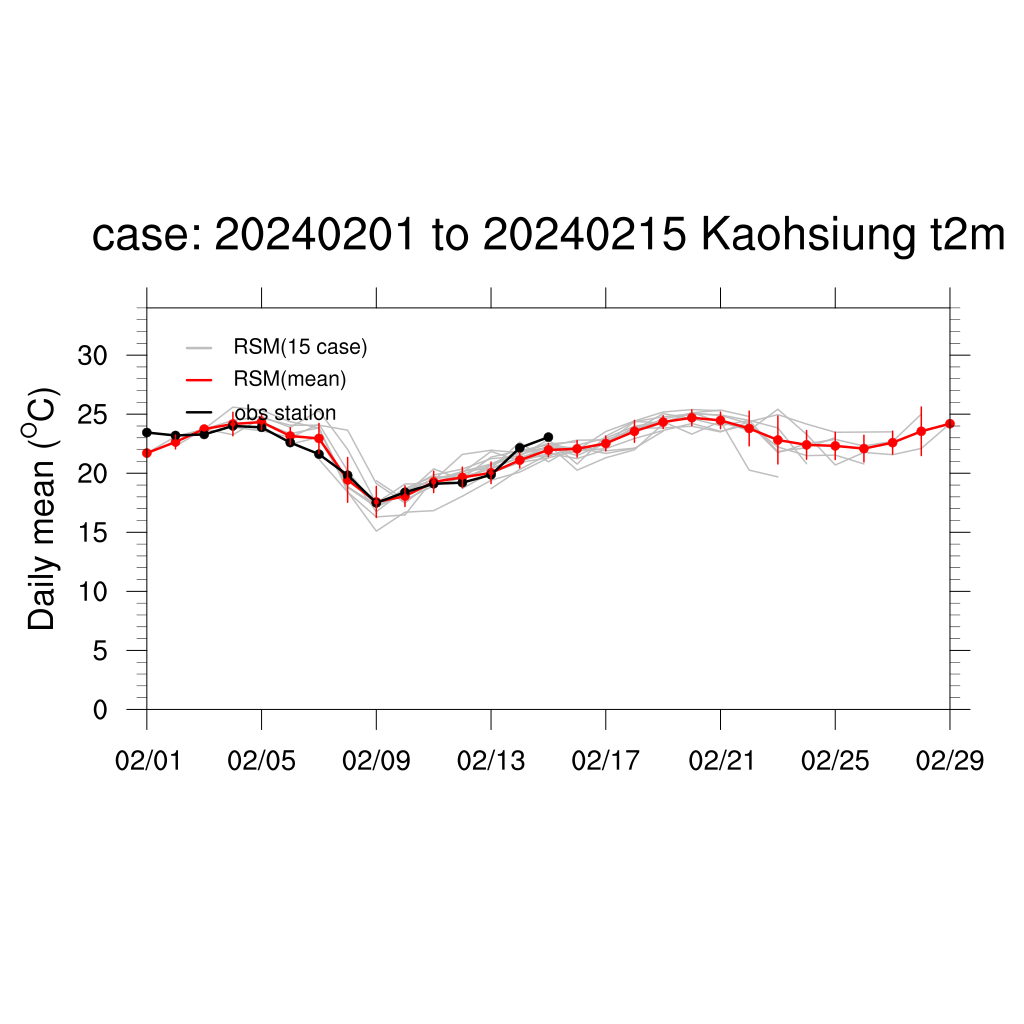 case: 20240201 to 20240215 Kaohsiung t2m
RSM(15 case)
RSM(mean)
obs station
Daily mean (°C)
30
25
20
15
10
5
0
02/01 02/05 02/09 02/13 02/17 02/21 02/25 02/29